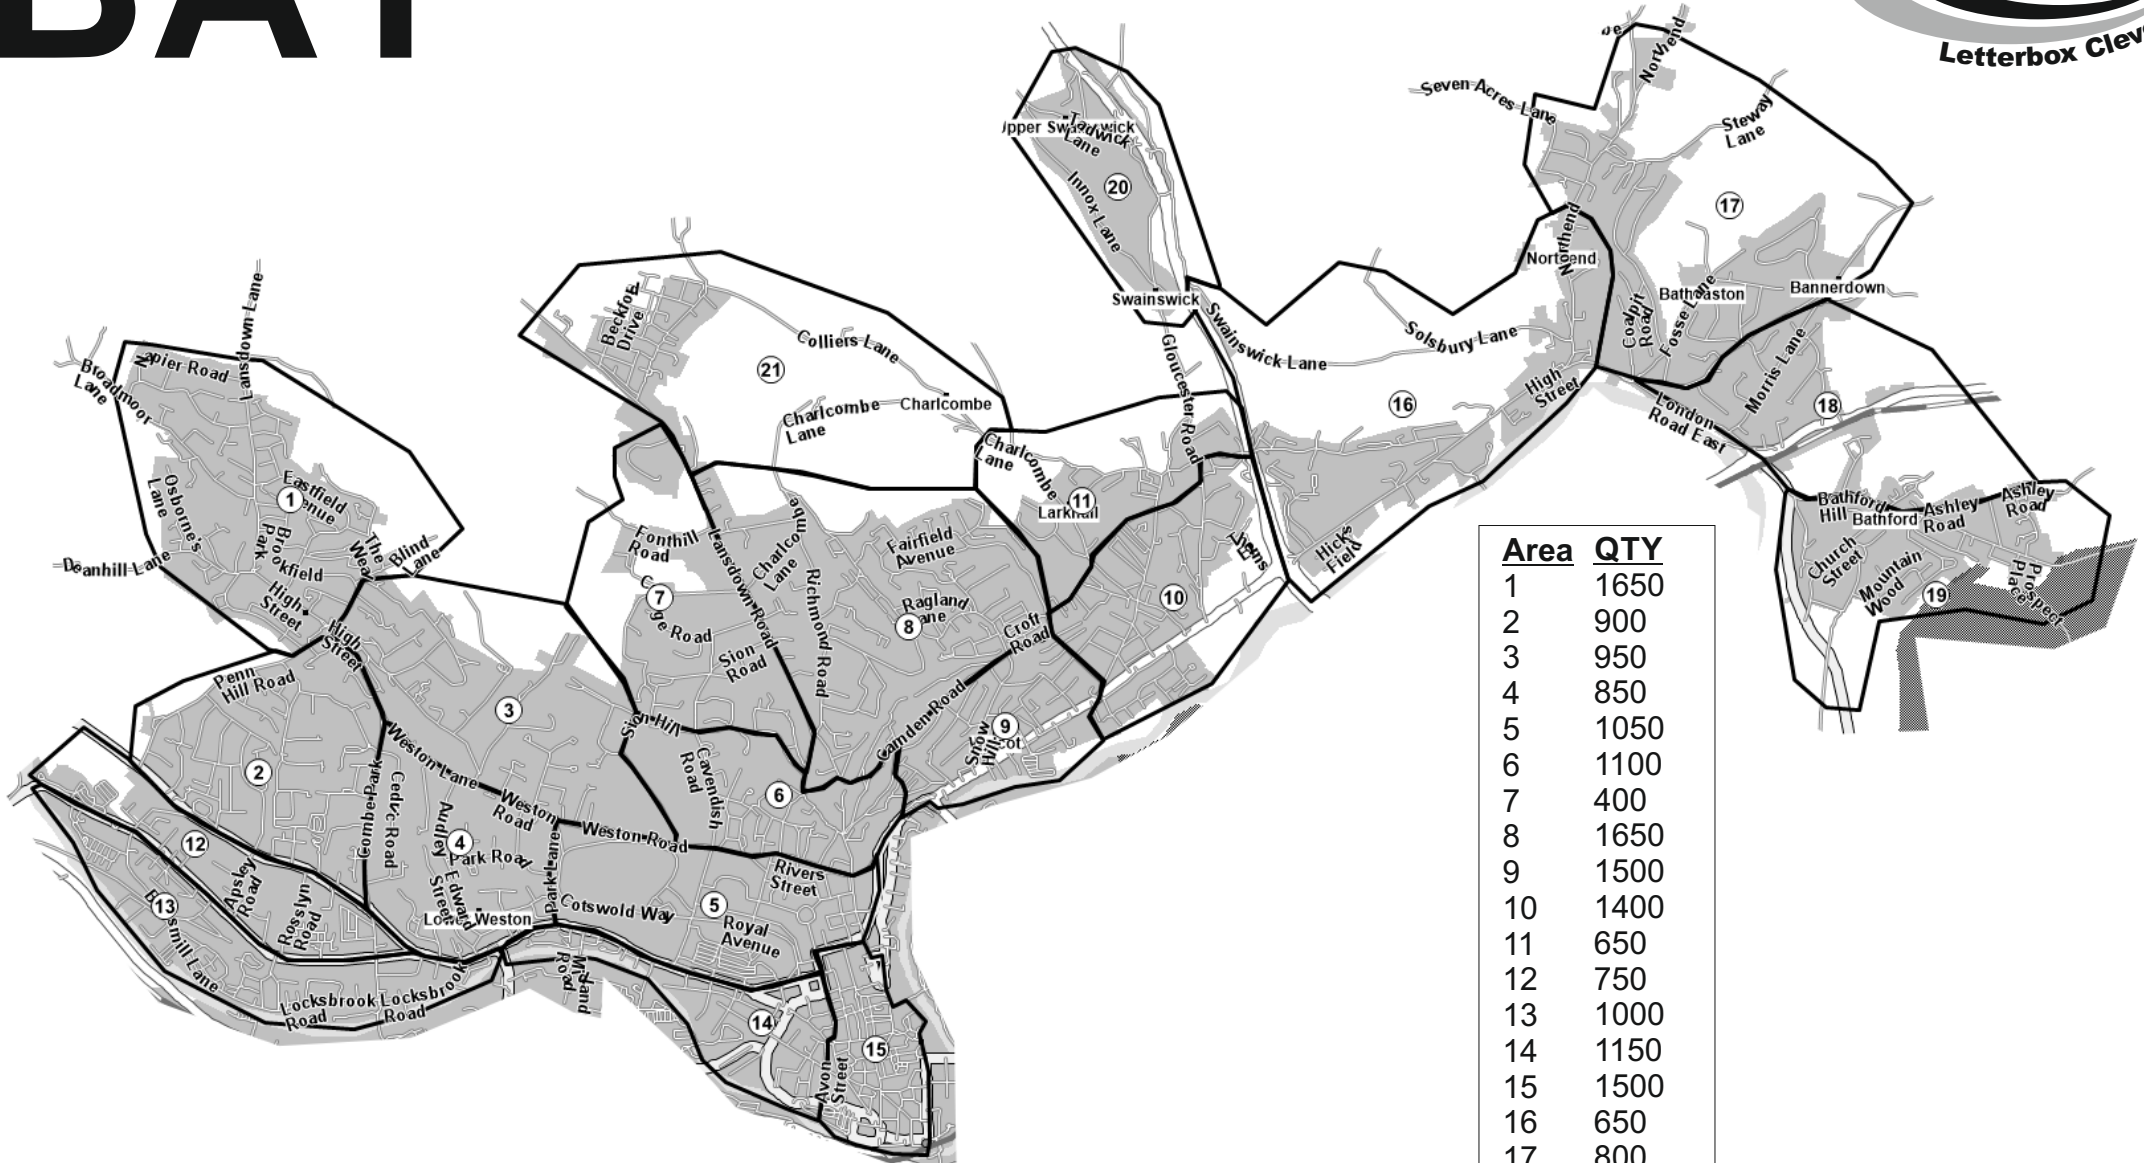 BAT
Letterbox Clev
Northend
Seven Acres Lane
Steway
Lane
Tadwick
Lane
20
Innox Lane
17
Northend
Northend
Swainswick
Batheaston
Bannerdown
Lansdown Lane
Beckford
Drive
Colliers Lane
Swainswick Lane
Solsbury Lane
Coalpit
Road
Fosse Lane
Gloucester Road
Morris Lane
Napier Road
Broadmoor
Lane
21
Charlcombe
Charlcombe
Lane
High
Street
16
London
Road East
18
Charlcombe
Lane
Osborne's
Lane
1
Eastfield
Avenue
11
Larkhall
Bathford
Hill
Bathford
Ashley
Road
Ashley
Road
Brookfield
Park
The
Weal
Blind
Lane
Deanhill Lane
Fonthill
Road
Lansdown Road
Charlcombe
Lane
Fairfield
Avenue
Hicks
Field
Church
Street
Mountain
Wood
Prospect
Place
19
High
Street
7
Richmond Road
Ragland
Lane
8
10
High
Street
Sion
Road
Croft
Road
Penn
Hill Road
3
Sion Hill
Camden Road
Snow
Hill
9
2
Weston Lane
Combe Park
Cedric Road
Cavendish
Road
6
Weston
Road
Weston Road
12
Audley
Park Road
4
Park Lane
Rivers
Street
13
Apsley
Road
Rosslyn
Road
Edward
Street
Lower Weston
Cotswold Way
5
Royal
Avenue
Locksbrook
Road
Locksbrook
Road
Midland
Road
14
15
Avon
Street
Area QTY
1 1650
2 900
3 950
4 850
5 1050
6 1100
7 400
8 1650
9 1500
10 1400
11 650
12 750
13 1000
14 1150
15 1500
16 650
17 800